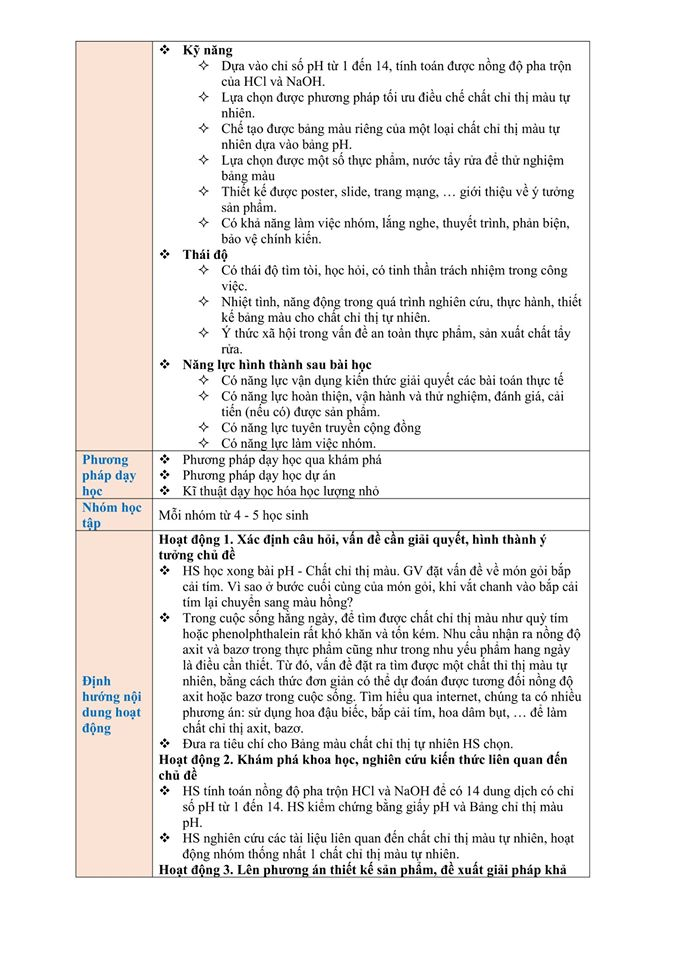 ❖ Kỹ năng
✧ Dựa vào chỉ số pH từ 1 đến 14, tính toán được nồng độ pha trộn
của HCl và NaOH.
✧ Lựa chọn được phương pháp tối ưu điều chế chất chỉ thị màu tự
nhiên.
✧ Chế tạo được bảng màu riêng của một loại chất chỉ thị màu tự
nhiên dựa vào bảng pH.
✧ Lựa chọn được một số thực phẩm, nước tẩy rửa để thử nghiệm
bảng màu
✧ Thiết kế được poster, slide, trang mạng, … giới thiệu về ý tưởng
sản phẩm.
✧ Có khả năng làm việc nhóm, lắng nghe, thuyết trình, phản biện,
bảo vệ chính kiến.
❖ Thái độ
✧ Có thái độ tìm tòi, học hỏi, có tinh thần trách nhiệm trong công
việc.
✧ Nhiệt tình, năng động trong quá trình nghiên cứu, thực hành, thiết
kế bảng màu cho chất chỉ thị tự nhiên.
✧ Ý thức xã hội trong vấn đề an toàn thực phẩm, sản xuất chất tẩy
rửa.
❖ Năng lực hình thành sau bài học
✧ Có năng lực vận dụng kiến thức giải quyết các bài toán thực tế
✧ Có năng lực hoàn thiện, vận hành và thử nghiệm, đánh giá, cải
tiến (nếu có) được sản phẩm.
✧ Có năng lực tuyên truyền cộng đồng
✧ Có năng lực làm việc nhóm.
Phương
pháp dạy
học
❖ Phương pháp dạy học qua khám phá
❖ Phương pháp dạy học dự án
❖ Kĩ thuật dạy học hóa học lượng nhỏ
Nhóm học
tập
Mỗi nhóm từ 4 - 5 học sinh
Định
hướng nội
dung hoạt
động
Hoạt động 1. Xác định câu hỏi, vấn đề cần giải quyết, hình thành ý
tưởng chủ đề
❖ HS học xong bài pH - Chất chỉ thị màu. GV đặt vấn đề về món gỏi bắp
cải tím. Vì sao ở bước cuối cùng của món gỏi, khi vắt chanh vào bắp cải
tím lại chuyển sang màu hồng?
❖ Trong cuộc sống hằng ngày, để tìm được chất chỉ thị màu như quỳ tím
hoặc phenolphthalein rất khó khăn và tốn kém. Nhu cầu nhận ra nồng độ
axit và bazơ trong thực phẩm cũng như trong nhu yếu phẩm hang ngày
là điều cần thiết. Từ đó, vấn đề đặt ra tìm được một chất thi thị màu tự
nhiên, bằng cách thức đơn giản có thể dự đoán được tương đối nồng độ
axit hoặc bazơ trong cuộc sống. Tìm hiểu qua internet, chúng ta có nhiều
phương án: sử dụng hoa đậu biếc, bắp cải tím, hoa dâm bụt, … để làm
chất chỉ thị axit, bazơ.
❖ Đưa ra tiêu chí cho Bảng màu chất chỉ thị tự nhiên HS chọn.
Hoạt động 2. Khám phá khoa học, nghiên cứu kiến thức liên quan đến
chủ đề
❖ HS tính toán nồng độ pha trộn HCl và NaOH để có 14 dung dịch có chỉ
số pH từ 1 đến 14. HS kiểm chứng bằng giấy pH và Bảng chỉ thị màu
pH.
❖ HS nghiên cứu các tài liệu liên quan đến chất chỉ thị màu tự nhiên, hoạt
động nhóm thống nhất 1 chất chỉ thị màu tự nhiên.
Hoạt động 3. Lên phương án thiết kế sản phẩm, đề xuất giải pháp khả